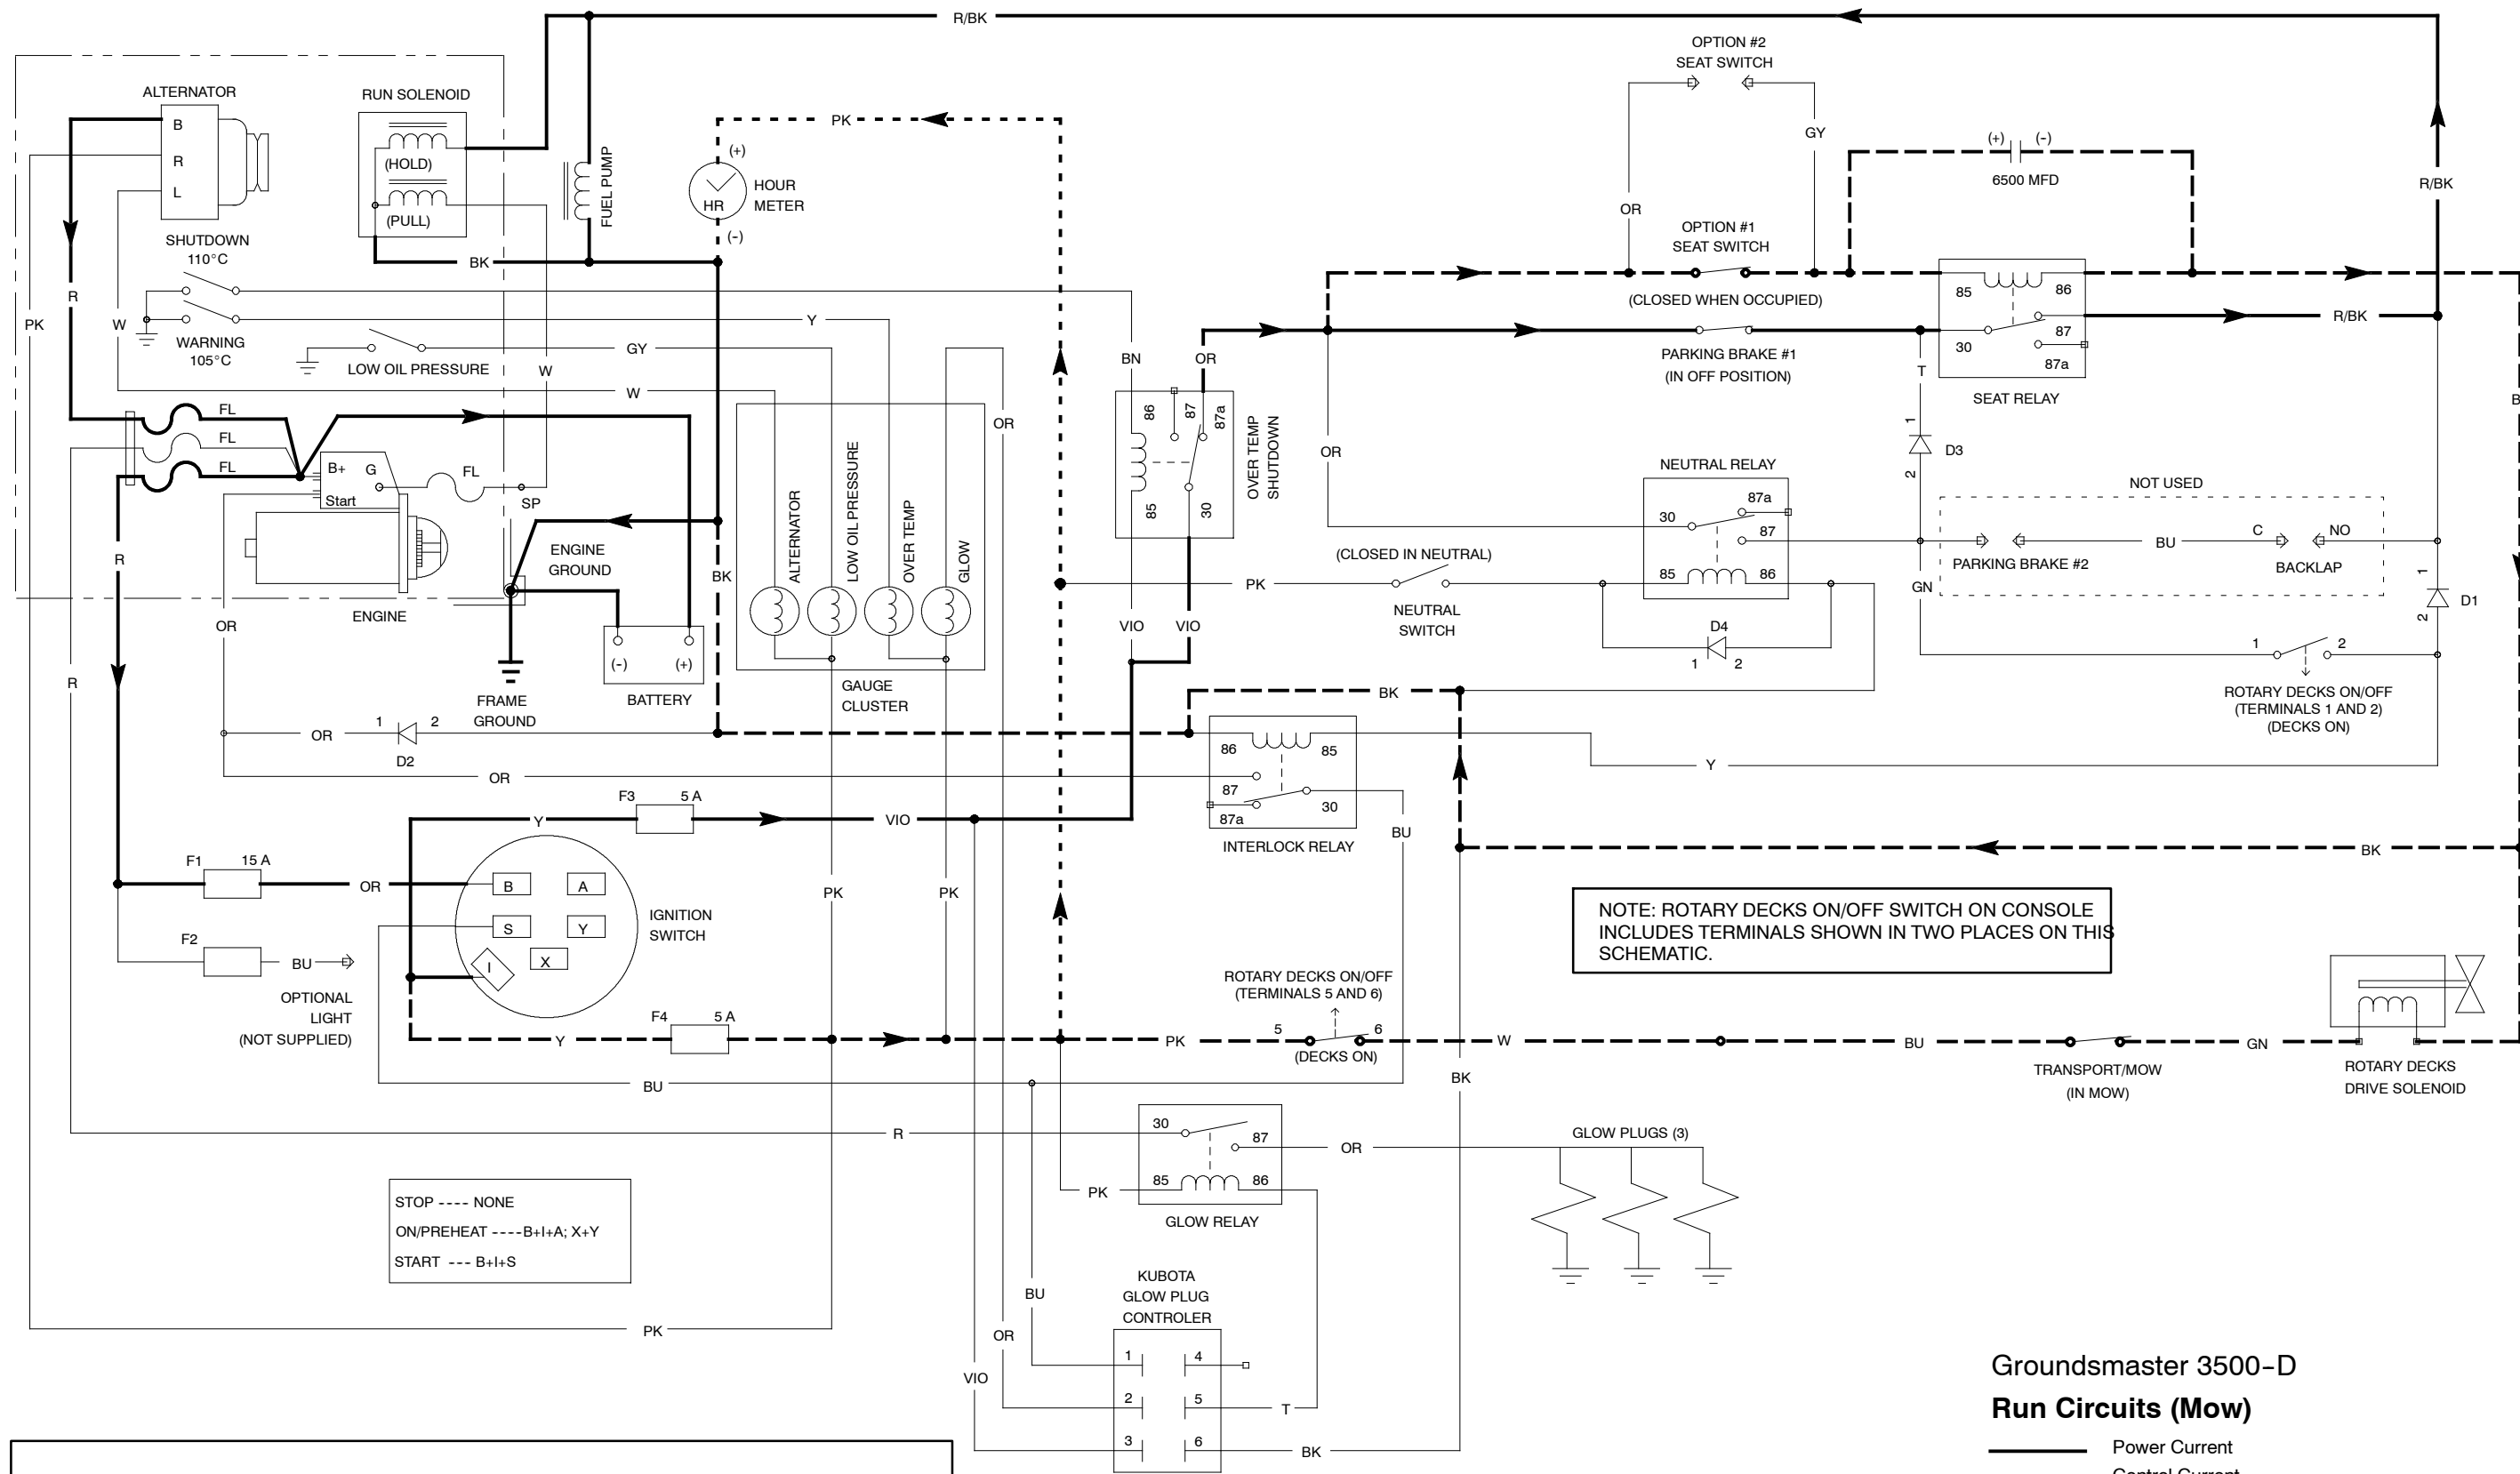 R/BK
OPTION #2
SEAT SWITCH
ALTERNATOR
RUN SOLENOID
B
R
L
(HOLD)
(PULL)
FUEL PUMP
PK
(+)
HOUR
METER
HR
(-)
OR
GY
(+)
(-)
6500 MFD
R/BK
OPTION #1
SEAT SWITCH
SHUTDOWN
110°C
BK
R
PK
W
WARNING
105°C
Y
GY
LOW OIL PRESSURE
W
W
BN
OR
(CLOSED WHEN OCCUPIED)
PARKING BRAKE #1
(IN OFF POSITION)
85
86
87
30
87a
R/BK
SEAT RELAY
T
FL
FL
FL
B+
G
Start
FL
SP
ENGINE
ENGINE
GROUND
BK
FRAME
GROUND
(-)
(+)
BATTERY
ALTERNATOR
LOW OIL PRESSURE
OVER TEMP
GLOW
GAUGE
CLUSTER
OR
86
87
87a
85
30
OVER TEMP
SHUTDOWN
VIO
VIO
OR
NEUTRAL RELAY
87a
30
87
85
86
(CLOSED IN NEUTRAL)
PK
NEUTRAL
SWITCH
D4
1
2
1
D3
2
NOT USED
C
NO
BU
PARKING BRAKE #2
BACKLAP
GN
1
D1
2
1
2
ROTARY DECKS ON/OFF
(TERMINALS 1 AND 2)
(DECKS ON)
R
OR
R
OR
1
2
D2
OR
BK
86
85
87
30
87a
INTERLOCK RELAY
Y
BU
F3
5 A
Y
VIO
F1
15 A
OR
B
A
S
Y
I
X
IGNITION
SWITCH
F2
BU
OPTIONAL
LIGHT
(NOT SUPPLIED)
PK
PK
BK
NOTE: ROTARY DECKS ON/OFF SWITCH ON CONSOLE
INCLUDES TERMINALS SHOWN IN TWO PLACES ON THIS
SCHEMATIC.
F4
5 A
Y
PK
ROTARY DECKS ON/OFF
(TERMINALS 5 AND 6)
5
6
(DECKS ON)
W
BU
TRANSPORT/MOW
(IN MOW)
GN
ROTARY DECKS
DRIVE SOLENOID
BU
BK
R
30
87
85
86
PK
GLOW RELAY
OR
GLOW PLUGS (3)
STOP ---- NONE
ON/PREHEAT ----B+I+A; X+Y
START --- B+I+S
PK
BU
OR
VIO
KUBOTA
GLOW PLUG
CONTROLER
1
4
2
5
3
6
T
BK
Groundsmaster 3500-D
Run Circuits (Mow)
Power Current